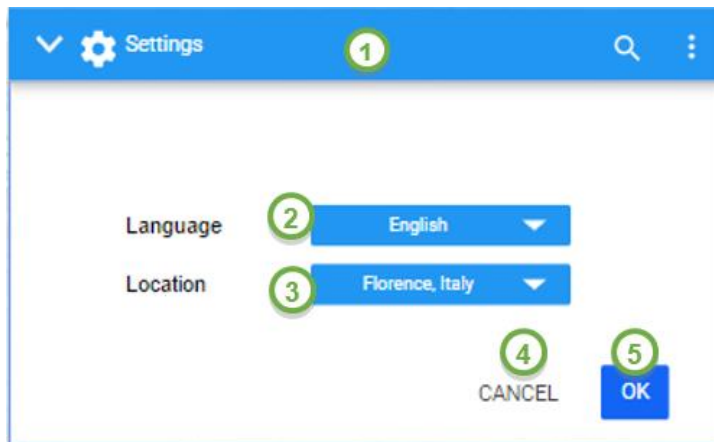 Settings
1
Language
2
English
Location
3
Florence, Italy
4
5
CANCEL
OK